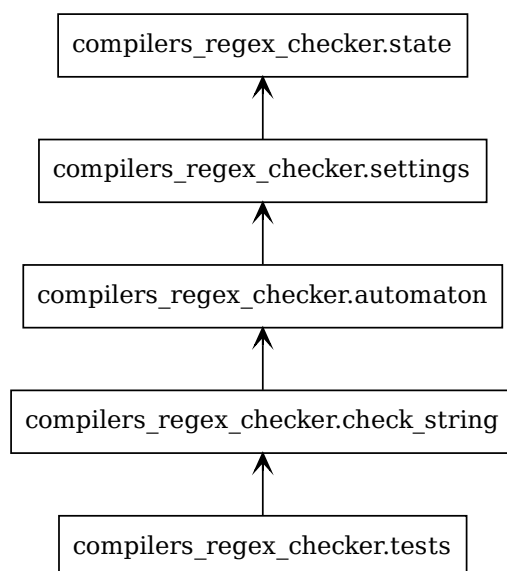 compilers_regex_checker.state
compilers_regex_checker.settings
compilers_regex_checker.automaton
compilers_regex_checker.check_string
compilers_regex_checker.tests